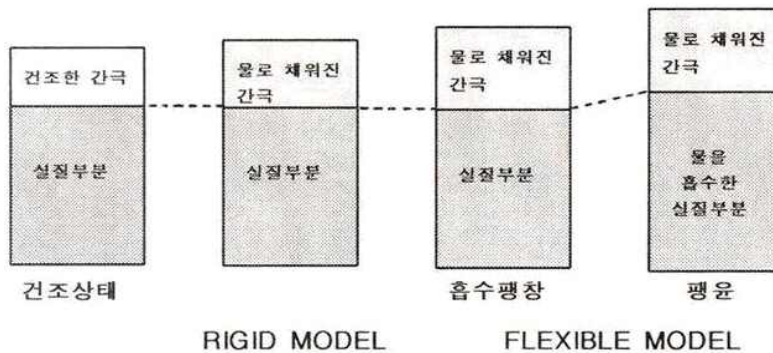 건조한 간극
실질부분
건조상태
물로 채워진
간극
실질부분
물로 채워진
간극
실질부분
흡수팽창
물로 채워진
간극
물을
흡수한
실질부분
팽윤
RIGID MODEL
FLEXIBLE MODEL